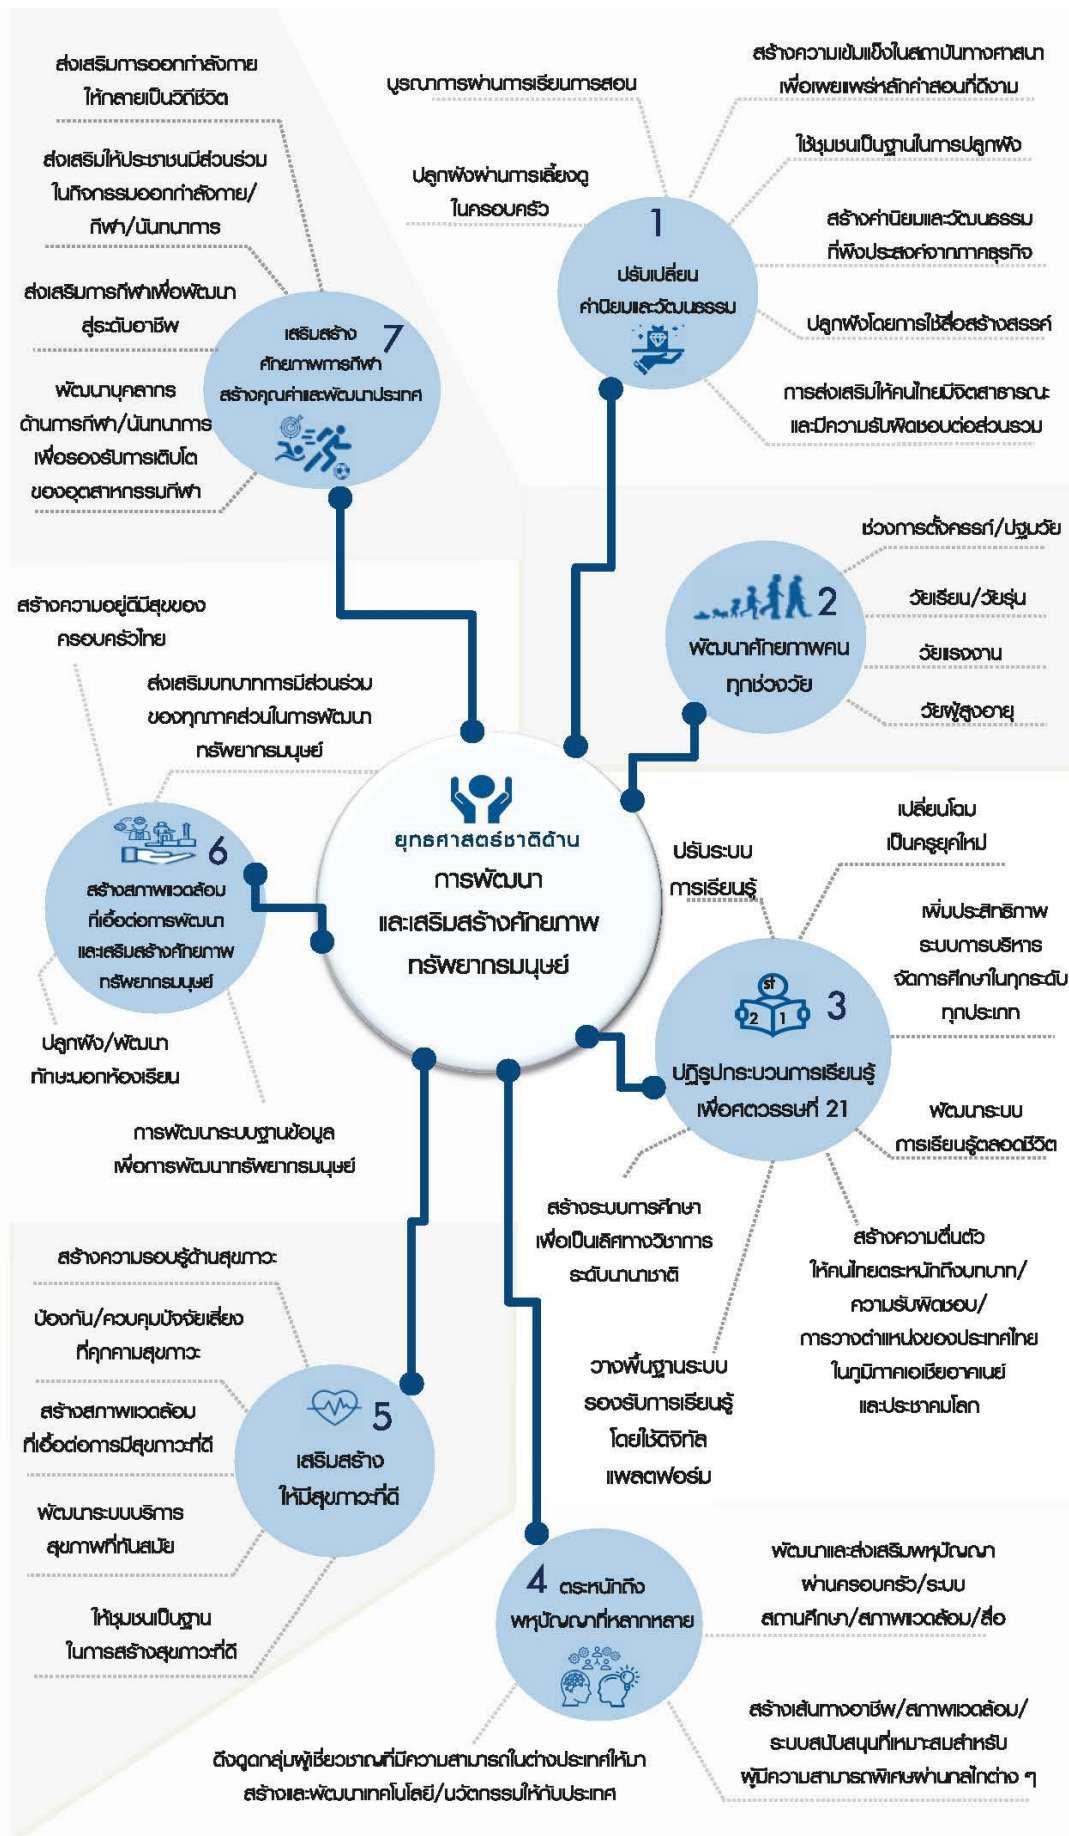 ยุทธศาสตร์ชาติด้าน
การพัฒนา
และเสริมสร้างศักยภาพ
ทรัพยากรมนุษย์
1
ปรับเปลี่ยน
ค่านิยมและวัฒนธรรม
ปลูกฝังผ่านการเลี้ยงดู
ในครอบครัว
บูรณาการผ่านการเรียนการสอน
สร้างความเข้มแข็งในสถาบันทางศาสนา
เพื่อเผยแพร่หลักคำสอนที่ดีงาม
ใช้ชุมชนเป็นฐานในการปลูกฝัง
สร้างค่านิยมและวัฒนธรรม
ที่พึงประสงค์จากภาคธุรกิจ
ปลูกฝังโดยการใช้สื่อสร้างสรรค์
การส่งเสริมให้คนไทยมีจิตสาธารณะ
และมีความรับผิดชอบต่อส่วนรวม
2
พัฒนาศักยภาพคน
ทุกช่วงวัย
ช่วงการตั้งครรภ์/ปฐมวัย
วัยเรียน/วัยรุ่น
วัยแรงงาน
วัยผู้สูงอายุ
st
2 1
3
ปฏิรูปกระบวนการเรียนรู้
เพื่อศตวรรษที่ 21
ปรับระบบ
การเรียนรู้
เปลี่ยนโฉม
เป็นครูยุคใหม่
เพิ่มประสิทธิภาพ
ระบบการบริหาร
จัดการศึกษาในทุกระดับ
ทุกประเภท
พัฒนาระบบ
การเรียนรู้ตลอดชีวิต
สร้างความตื่นตัว
ให้คนไทยตระหนักถึงบทบาท/
ความรับผิดชอบ/
การวางตำแหน่งของประเทศไทย
ในภูมิภาคเอเชียอาคเนย์
และประชาคมโลก
วางพื้นฐานระบบ
รองรับการเรียนรู้
โดยใช้ดิจิทัล
แพลตฟอร์ม
สร้างระบบการศึกษา
เพื่อเป็นเลิศทางวิชาการ
ระดับนานาชาติ
4 ตระหนักถึง
พหุปัญญาที่หลากหลาย
พัฒนาและส่งเสริมพหุปัญญา
ผ่านครอบครัว/ระบบ
สถานศึกษา/สภาพแวดล้อม/สื่อ
สร้างเส้นทางอาชีพ/สภาพแวดล้อม/
ระบบสนับสนุนที่เหมาะสมสำหรับ
ผู้มีความสามารถพิเศษผ่านกลไกต่าง ๆ
ดึงดูดกลุ่มผู้เชี่ยวชาญที่มีความสามารถในต่างประเทศให้มา
สร้างและพัฒนาเทคโนโลยี/นวัตกรรมให้กับประเทศ
5
เสริมสร้าง
ให้มีสุขภาวะที่ดี
สร้างความรอบรู้ด้านสุขภาวะ
ป้องกัน/ควบคุมปัจจัยเสี่ยง
ที่คุกคามสุขภาวะ
สร้างสภาพแวดล้อม
ที่เอื้อต่อการมีสุขภาวะที่ดี
พัฒนาระบบบริการ
สุขภาพที่ทันสมัย
ให้ชุมชนเป็นฐาน
ในการสร้างสุขภาวะที่ดี
6
สร้างสภาพแวดล้อม
ที่เอื้อต่อการพัฒนา
และเสริมสร้างศักยภาพ
ทรัพยากรมนุษย์
สร้างความอยู่ดีมีสุขของ
ครอบครัวไทย
ส่งเสริมบทบาทการมีส่วนร่วม
ของทุกภาคส่วนในการพัฒนา
ทรัพยากรมนุษย์
ปลูกฝัง/พัฒนา
ทักษะนอกห้องเรียน
การพัฒนาระบบฐานข้อมูล
เพื่อการพัฒนาทรัพยากรมนุษย์
7
เสริมสร้าง
ศักยภาพการกีฬา
สร้างคุณค่าและพัฒนาประเทศ
ส่งเสริมการออกกำลังกาย
ให้กลายเป็นวิถีชีวิต
ส่งเสริมให้ประชาชนมีส่วนร่วม
ในกิจกรรมออกกำลังกาย/
กีฬา/นันทนาการ
ส่งเสริมการกีฬาเพื่อพัฒนา
สู่ระดับอาชีพ
พัฒนาบุคลากร
ด้านการกีฬา/นันทนาการ
เพื่อรองรับการเติบโต
ของอุตสาหกรรมกีฬา